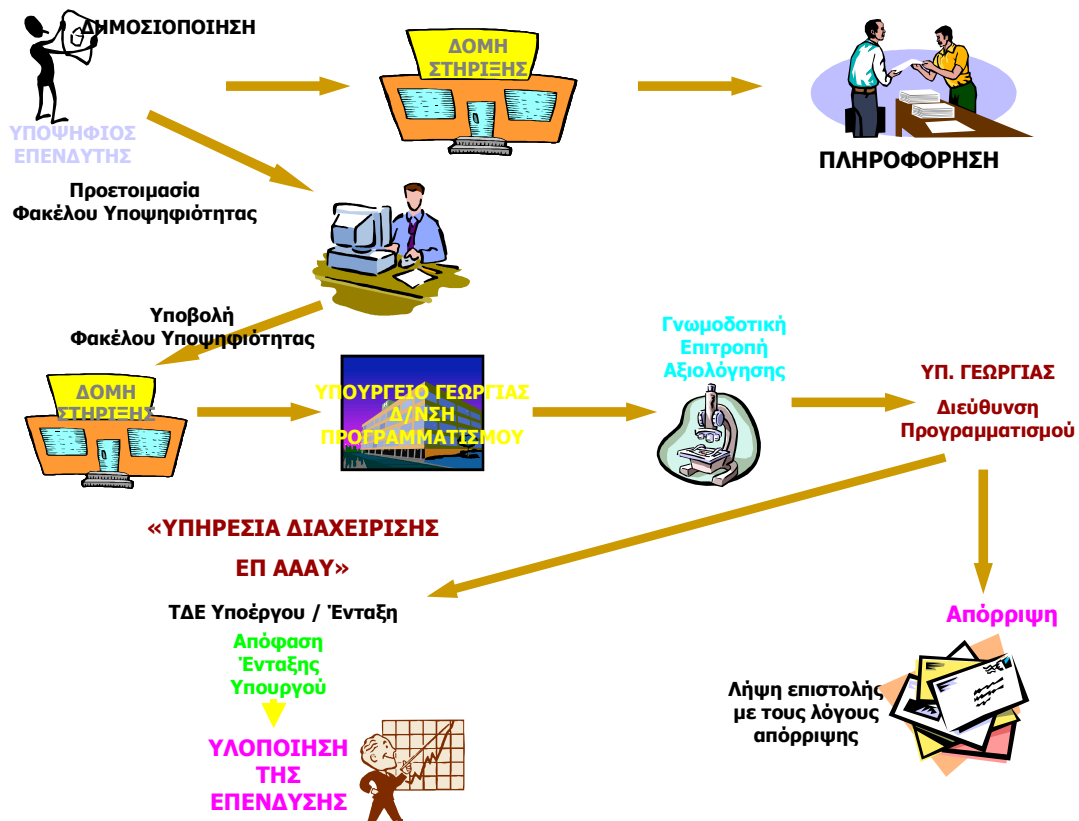 ΔΗΜΟΣΙΟΠΟΙΗΣΗ
ΔΟΜΗ
ΣΤΗΡΙΞΗΣ
ΥΠΟΨΗΦΙΟΣ
ΕΠΕΝΔΥΤΗΣ
ΠΛΗΡΟΦΟΡΗΣΗ
Προετοιμασία
Φακέλου Υποψηφιότητας
Υποβολή
Φακέλου Υποψηφιότητας
ΔΟΜΗ
ΣΤΗΡΙΞΗΣ
ΥΠΟΥΡΓΕΙΟ ΓΕΩΡΓΙΑΣ
Δ/ΝΣΗ
ΠΡΟΓΡΑΜΜΑΤΙΣΜΟΥ
Γνωμοδοτική
Επιτροπή
Αξιολόγησης
ΥΠ. ΓΕΩΡΓΙΑΣ
Διεύθυνση
Προγραμματισμού
«ΥΠΗΡΕΣΙΑ ΔΙΑΧΕΙΡΙΣΗΣ
ΕΠ ΑΑΑΥ»
ΤΔΕ Υποέργου / Ένταξη
Απόφαση
Ένταξης
Υπουργού
ΥΛΟΠΟΙΗΣΗ
ΤΗΣ
ΕΠΕΝΔΥΣΗΣ
Απόρριψη
Λήψη επιστολής
με τους λόγους
απόρριψης